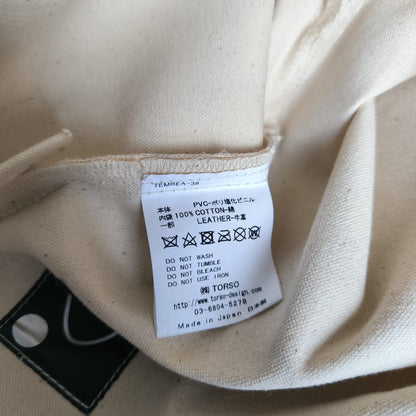 TEMBEA-38
本体 PVC-ポリ塩化ビニル
内袋 100% COTTON-綿
一部 LEATHER-牛革
DO NOT WASH
DO NOT TUMBLE
DO NOT BLEACH
DO NOT USE IRON
㈱ TORSO
http://www.torso-design.com
03-6804-5278
Made in Japan 日本製